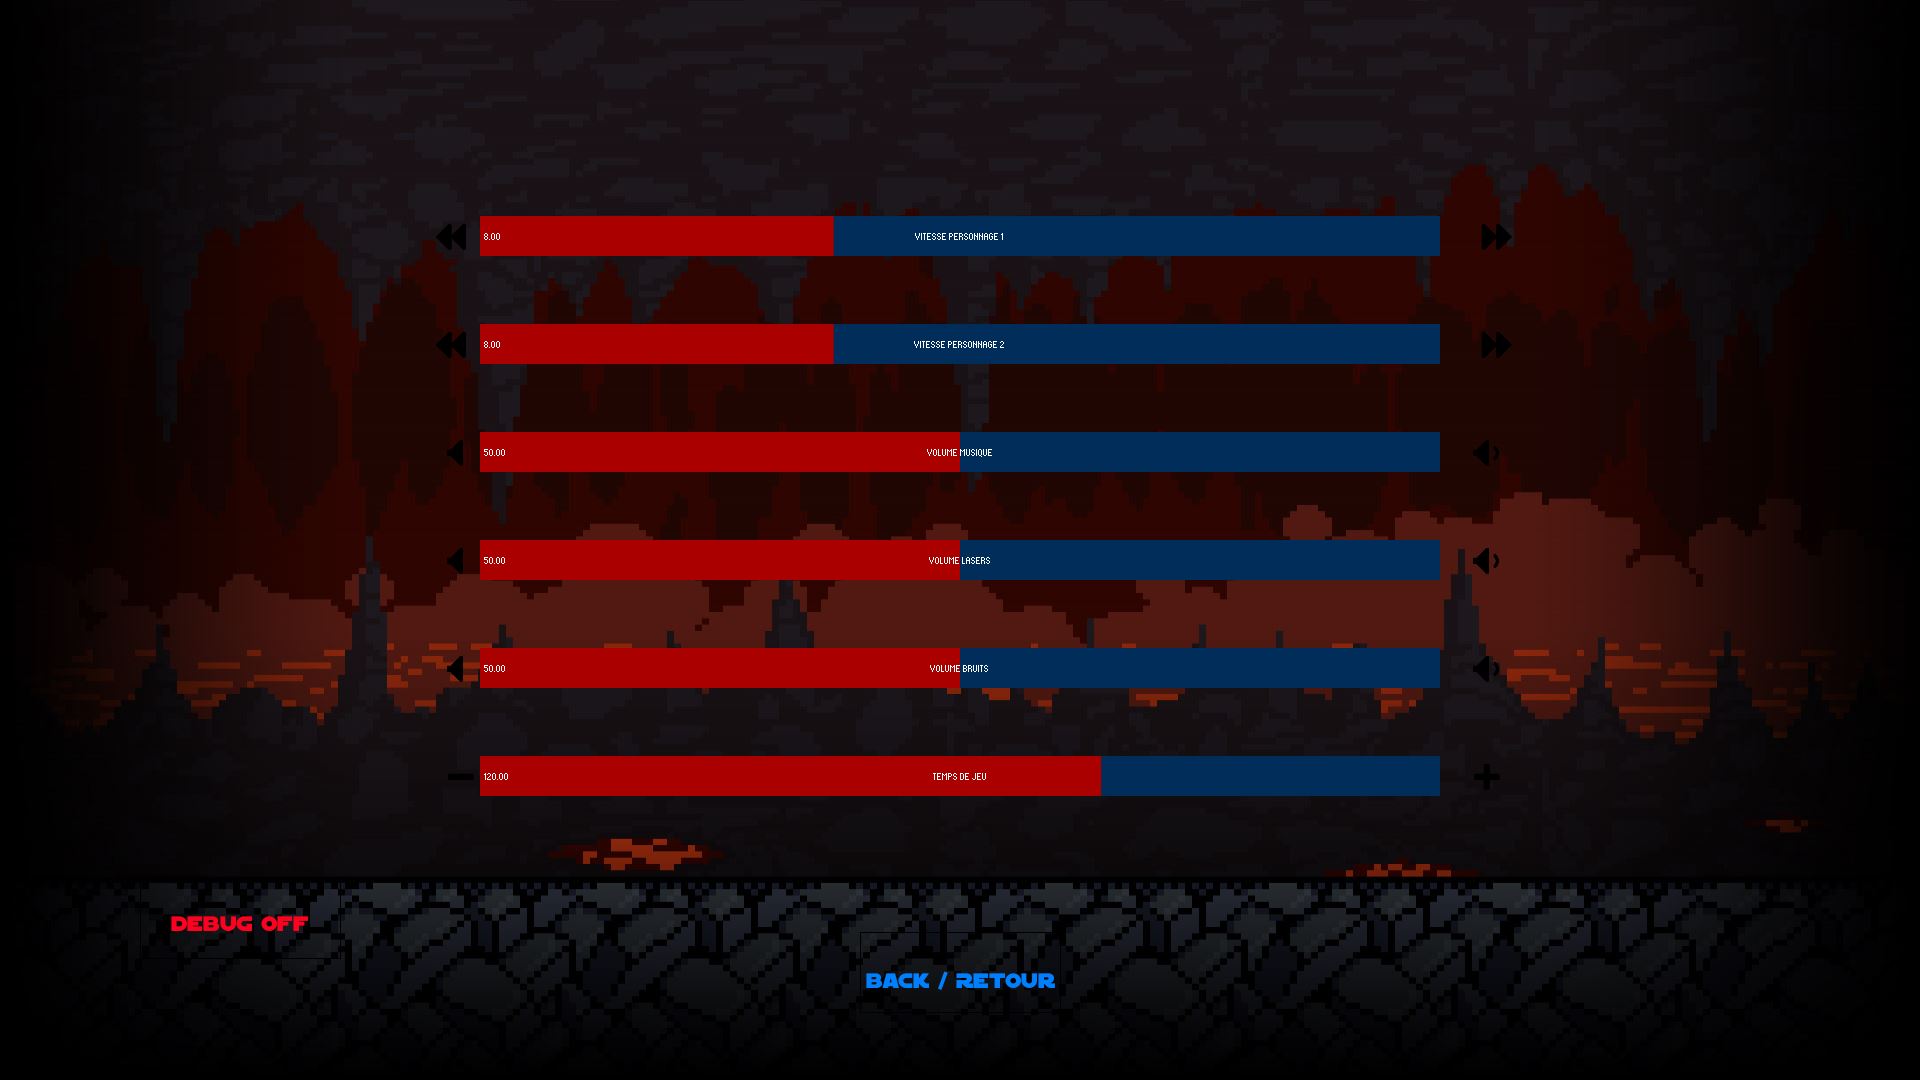 8.00 VITESSE PERSONNAGE 1
8.00 VITESSE PERSONNAGE 2
50.00 VOLUME MUSIQUE
50.00 VOLUME LASERS
50.00 VOLUME BRUITS
120.00 TEMPS DE JEU
DEBUG OFF
BACK / RETOUR